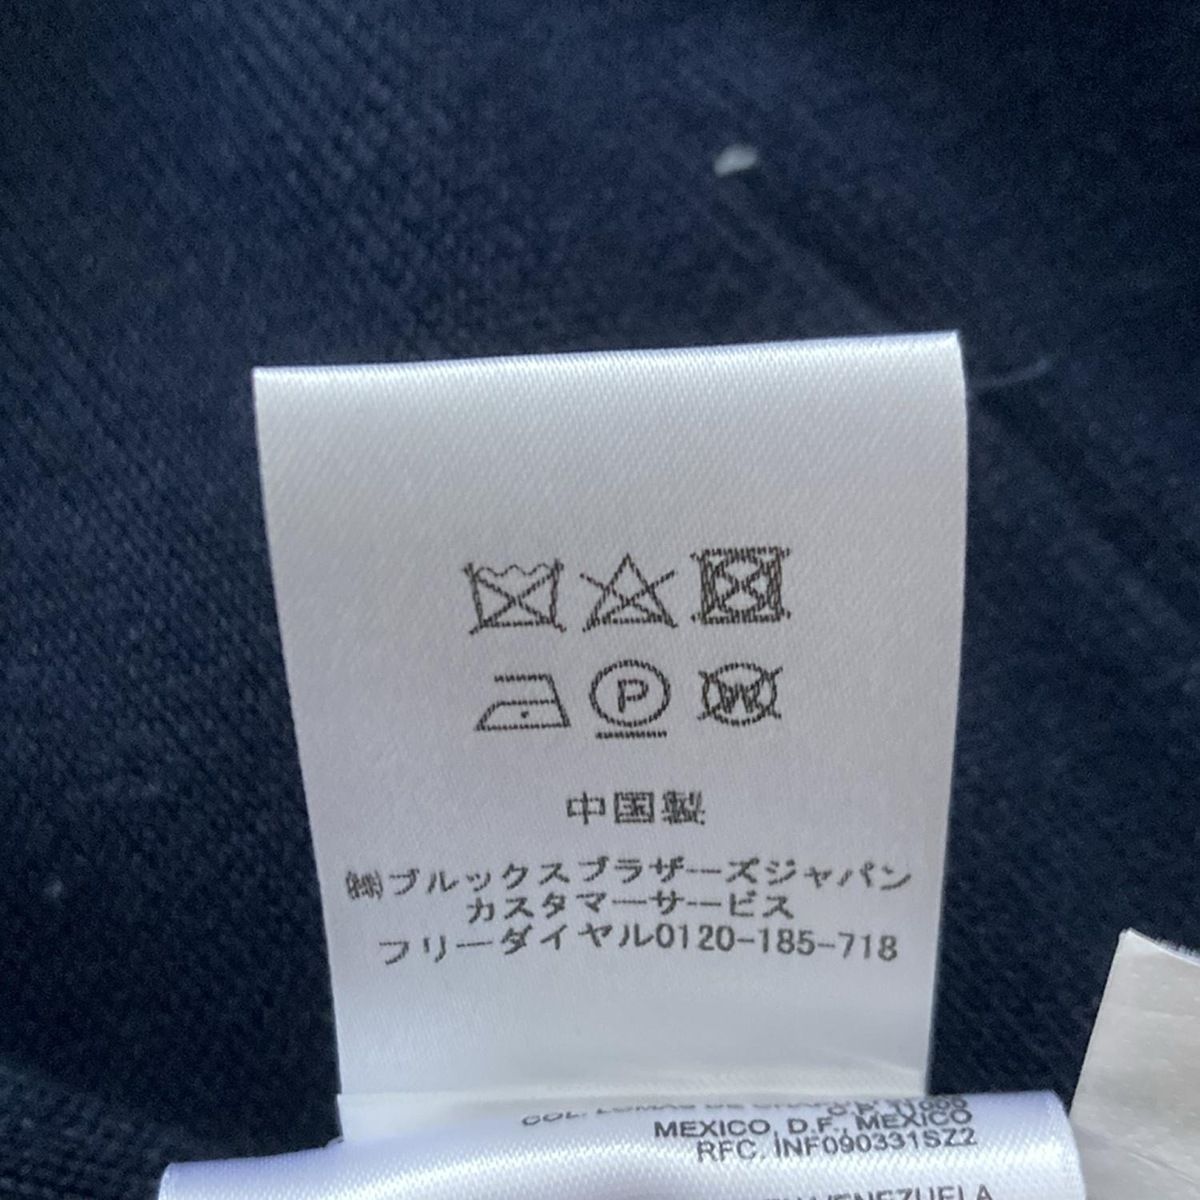 P W
中国製
㈱ブルックスブラザーズジャパン
カスタマーサービス
フリーダイヤル0120-185-718
MEXICO, D.F., MEXICO
RFC. INF090331SZ2
VENEZUELA